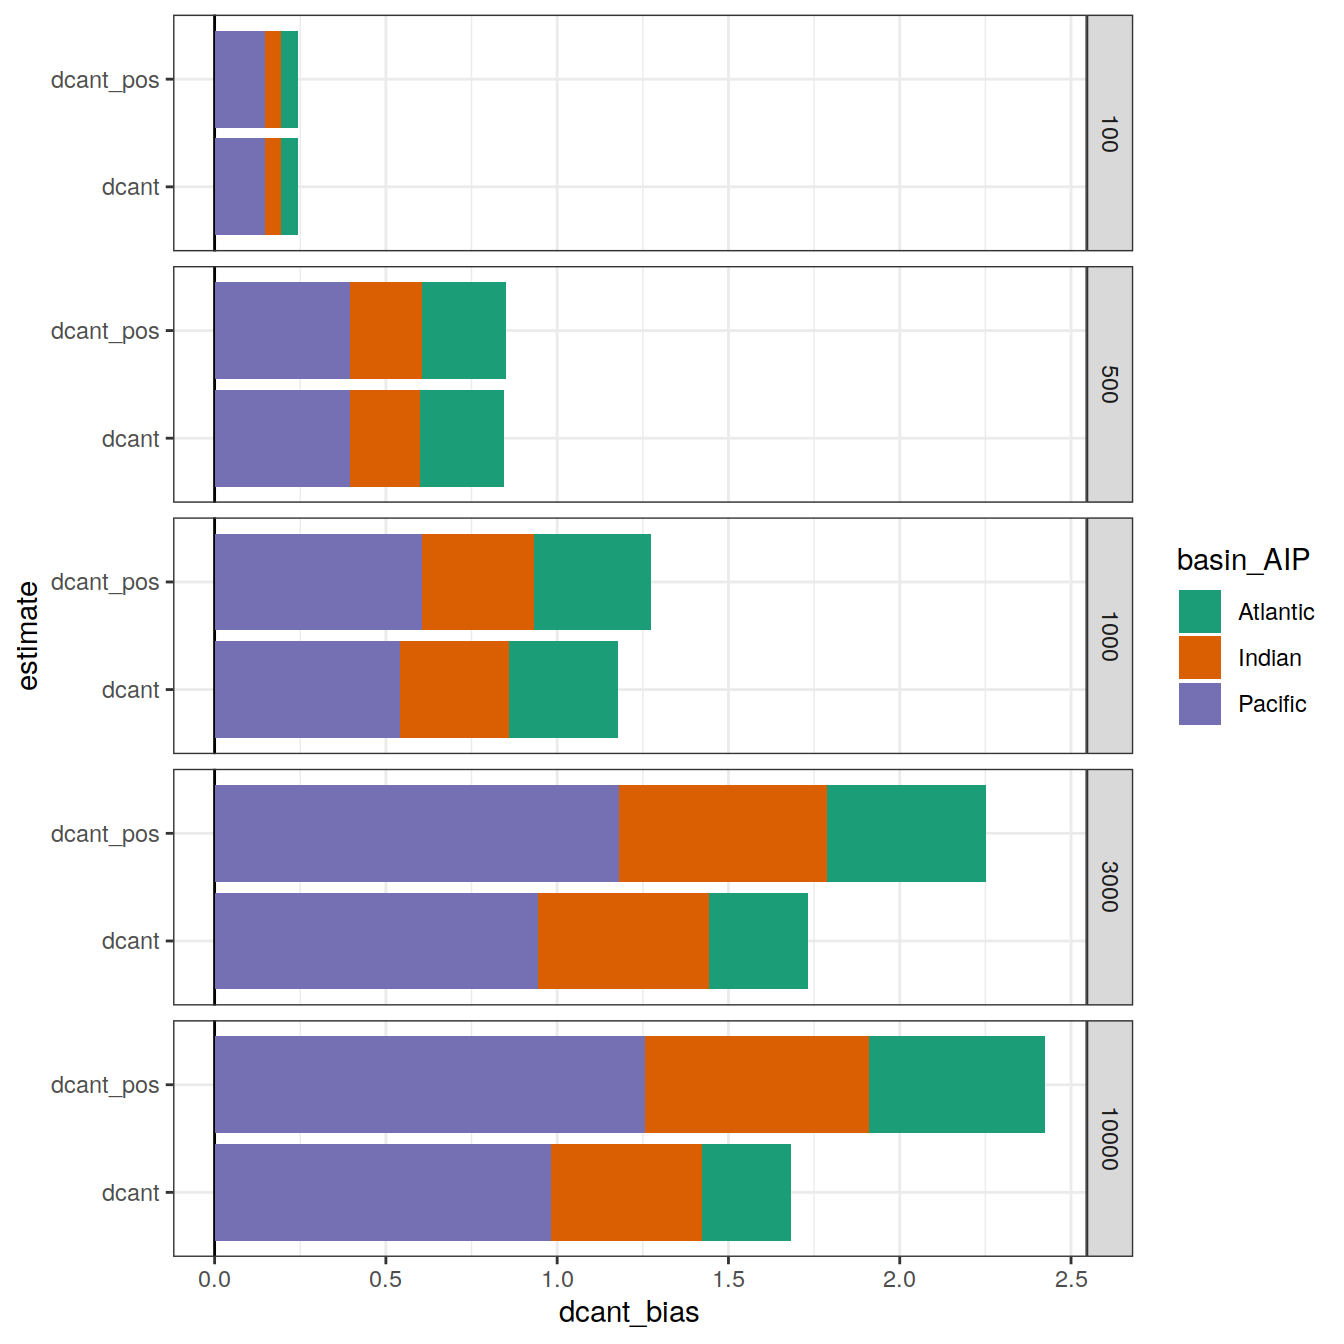 dcant_pos
dcant
100
dcant_pos
dcant
500
dcant_pos
dcant
1000
dcant_pos
dcant
3000
dcant_pos
dcant
10000
estimate
0.0 0.5 1.0 1.5 2.0 2.5
dcant_bias
basin_AIP
Atlantic
Indian
Pacific